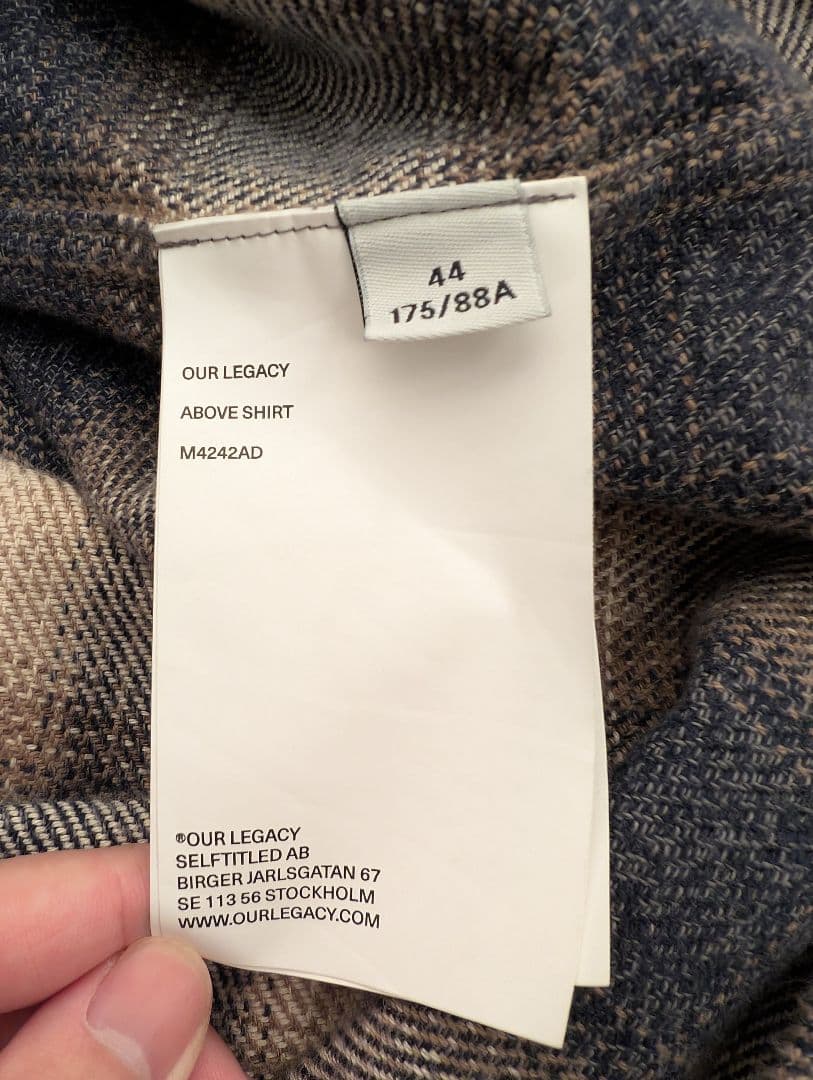 44
175/88A
OUR LEGACY
ABOVE SHIRT
M4242AD
®OUR LEGACY
SELFTITLED AB
BIRGER JARLSGATAN 67
SE 113 56 STOCKHOLM
WWW.OURLEGACY.COM